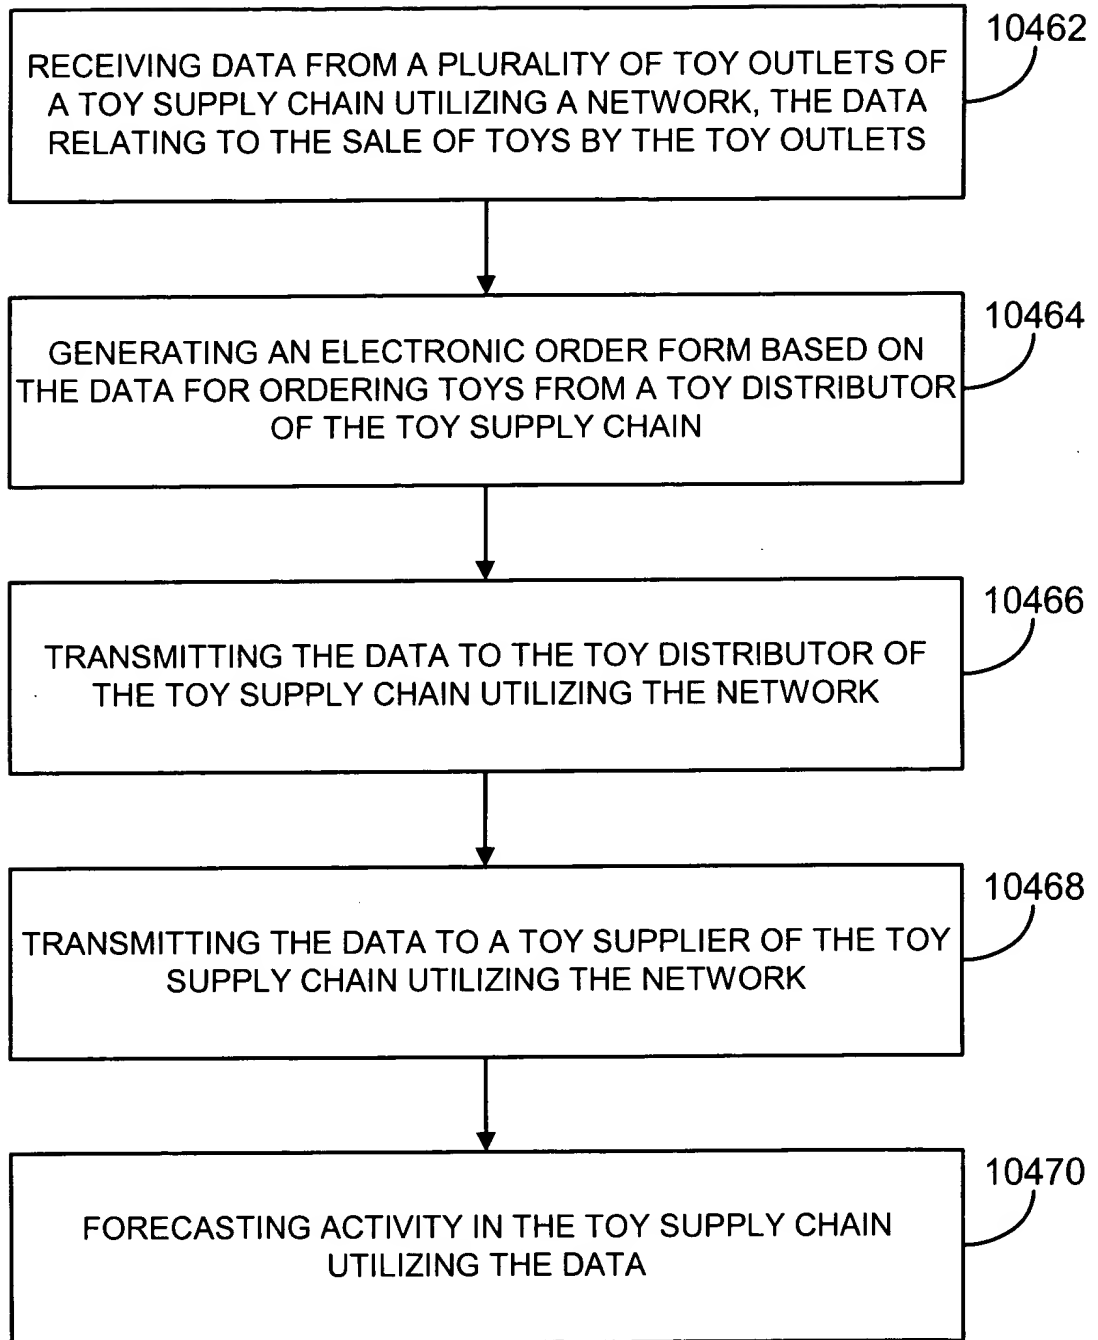 10462
RECEIVING DATA FROM A PLURALITY OF TOY OUTLETS OF
A TOY SUPPLY CHAIN UTILIZING A NETWORK, THE DATA
RELATING TO THE SALE OF TOYS BY THE TOY OUTLETS
10464
GENERATING AN ELECTRONIC ORDER FORM BASED ON
THE DATA FOR ORDERING TOYS FROM A TOY DISTRIBUTOR
OF THE TOY SUPPLY CHAIN
10466
TRANSMITTING THE DATA TO THE TOY DISTRIBUTOR OF
THE TOY SUPPLY CHAIN UTILIZING THE NETWORK
10468
TRANSMITTING THE DATA TO A TOY SUPPLIER OF THE TOY
SUPPLY CHAIN UTILIZING THE NETWORK
10470
FORECASTING ACTIVITY IN THE TOY SUPPLY CHAIN
UTILIZING THE DATA